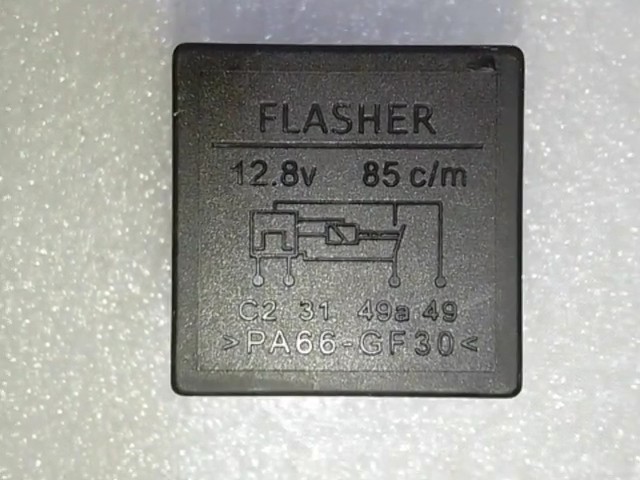 FLASHER
12.8v 85 c/m
C2 31 49a 49
>PA66-GF30<